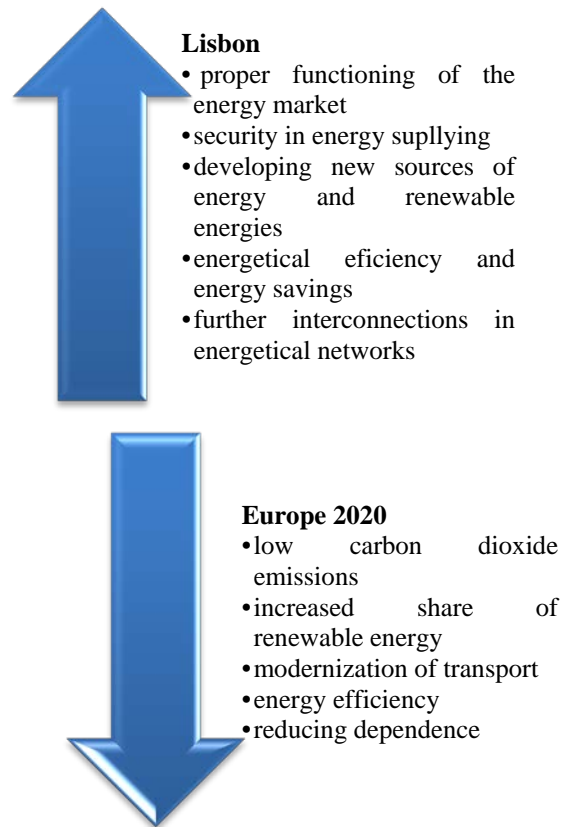 Lisbon
• proper functioning of the
energy market
•security in energy supllying
•developing new sources of
energy and renewable
energies
•energetical eficiency and
energy savings
•further interconnections in
energetical networks
Europe 2020
•low carbon dioxide
emissions
•increased share of
renewable energy
•modernization of transport
•energy efficiency
•reducing dependence